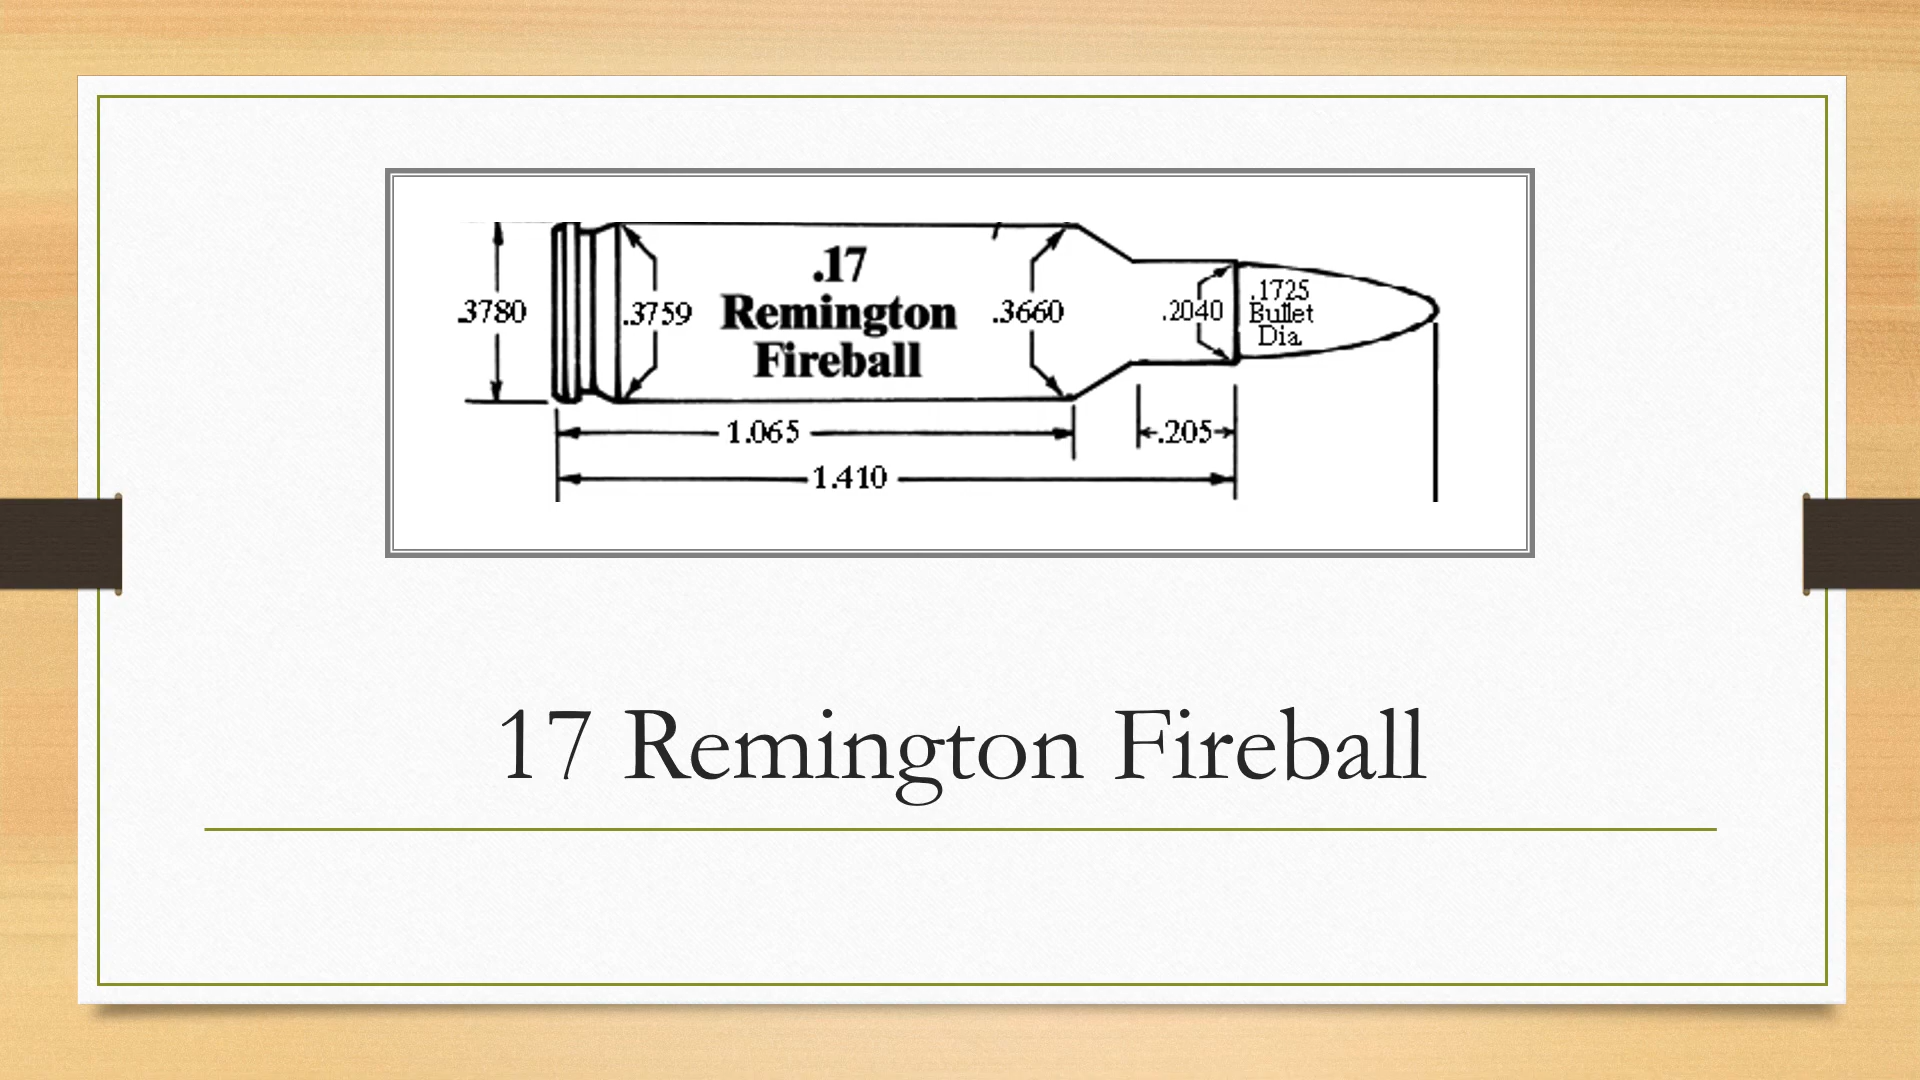 .17
Remington
Fireball
.3780
.3759
.3660
.2040
.1725
Bullet
Dia.
1.065
.205
1.410
17 Remington Fireball